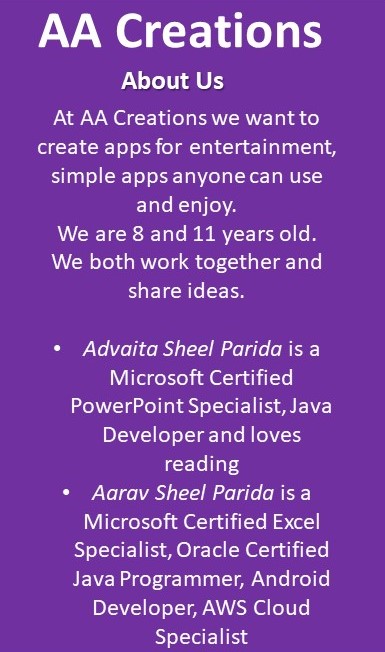 AA Creations
About Us
At AA Creations we want to
create apps for entertainment,
simple apps anyone can use
and enjoy.
We are 8 and 11 years old.
We both work together and
share ideas.
• Advaita Sheel Parida is a
Microsoft Certified
PowerPoint Specialist, Java
Developer and loves
reading
• Aarav Sheel Parida is a
Microsoft Certified Excel
Specialist, Oracle Certified
Java Programmer, Android
Developer, AWS Cloud
Specialist